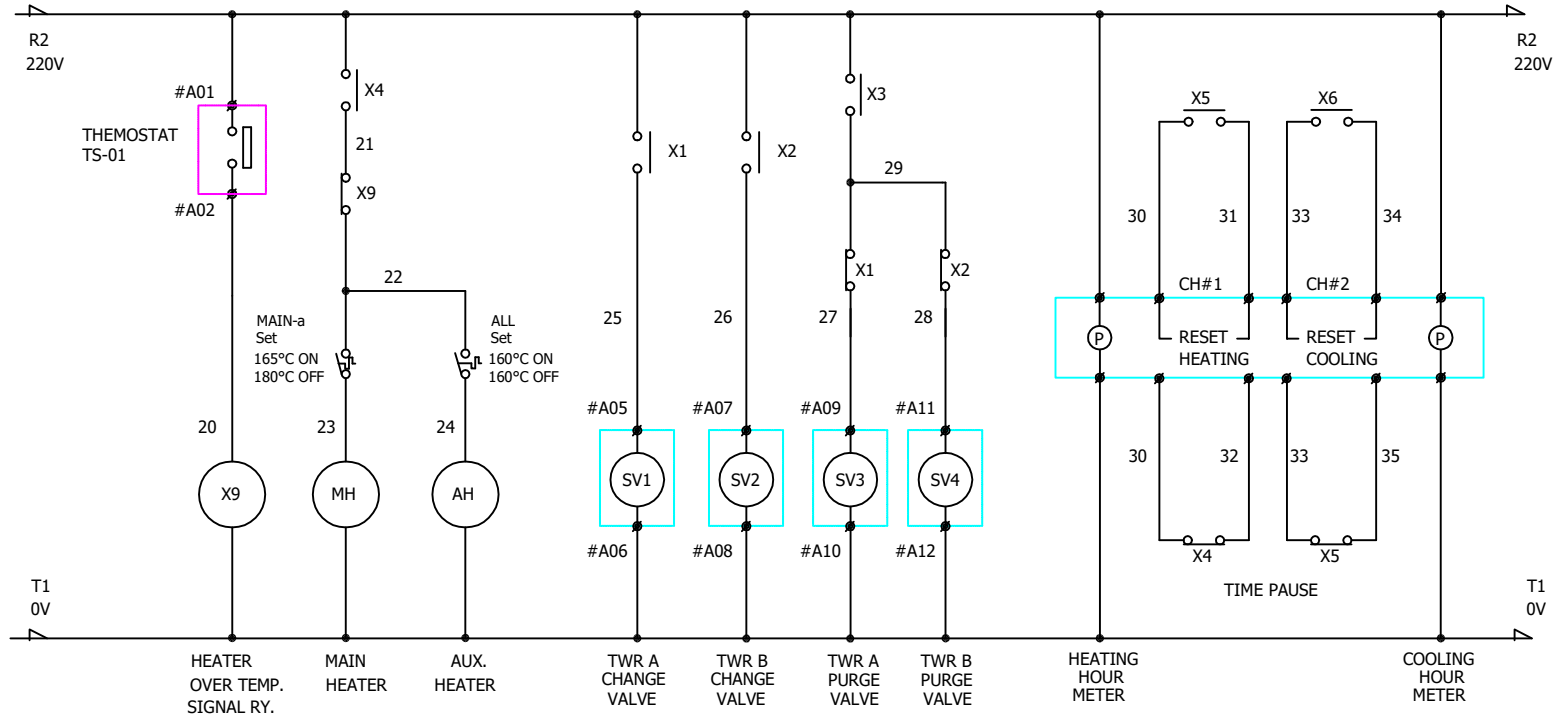 R2
220V
R2
220V
#A01
THEMOSTAT
TS-01
#A02
X4
21
X9
22
MAIN-a
Set
165°C ON
180°C OFF
ALL
Set
160°C ON
160°C OFF
20
23
24
X9
MH
AH
X1
X2
X3
29
X1
X2
25
26
27
28
#A05
#A07
#A09
#A11
SV1
SV2
SV3
SV4
#A06
#A08
#A10
#A12
X5
X6
30
31
33
34
CH#1
CH#2
P
RESET
HEATING
RESET
COOLING
P
30
32
33
35
X4
X5
TIME PAUSE
T1
0V
T1
0V
HEATER
OVER TEMP.
SIGNAL RY.
MAIN
HEATER
AUX.
HEATER
TWR A
CHANGE
VALVE
TWR B
CHANGE
VALVE
TWR A
PURGE
VALVE
TWR B
PURGE
VALVE
HEATING
HOUR
METER
COOLING
HOUR
METER